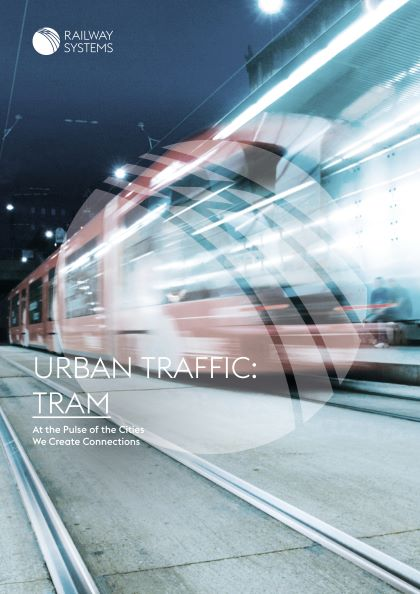 RAILWAY
SYSTEMS
URBAN TRAFFIC:
TRAM
At the Pulse of the Cities
We Create Connections